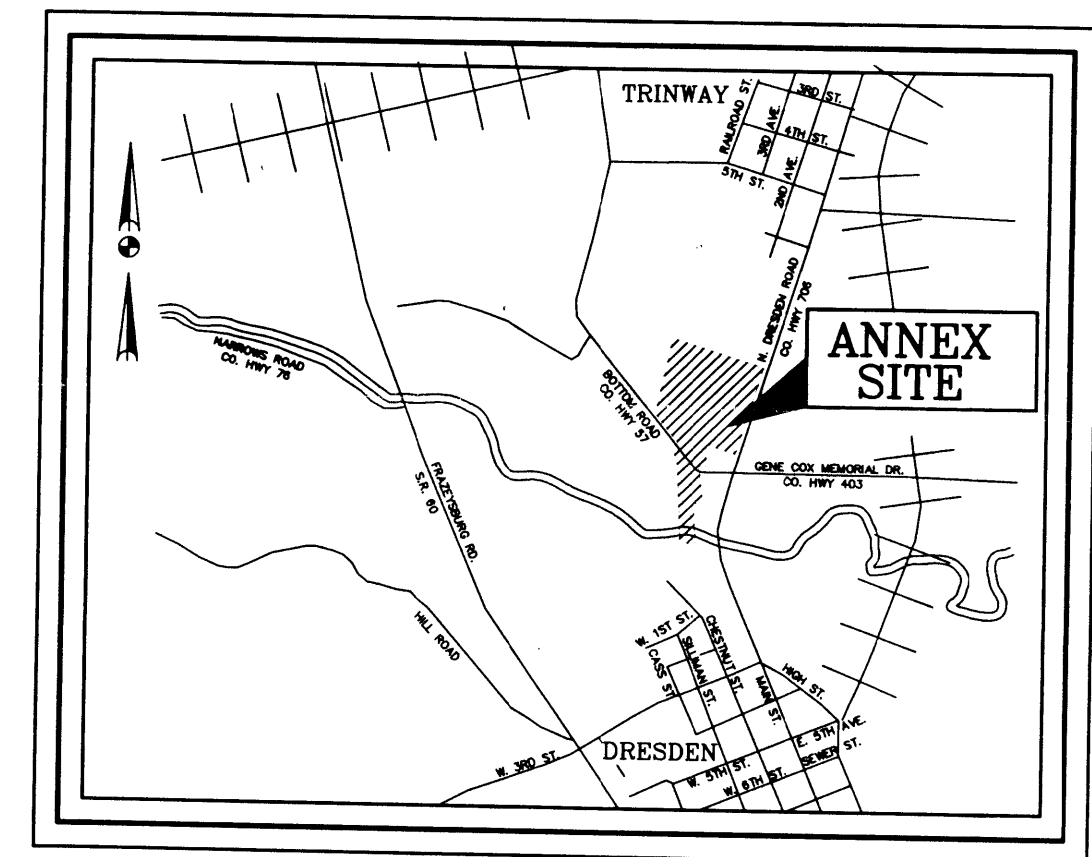 TRINWAY
RAILROAD ST.
3RD ST.
3RD AVE.
4TH ST.
5TH ST.
2ND AVE.
N. DRESDEN ROAD
CO. HWY 706
ANNEX
SITE
NARROWS ROAD
CO. HWY 76
BOTTOM ROAD
CO. HWY 57
GENE COX MEMORIAL DR.
CO. HWY 403
FRAZEYSBURG RD.
S.R. 60
HILL ROAD
W. 1ST ST.
CASS ST.
SILLIMAN ST.
CHESTNUT ST.
MAIN ST.
HIGH ST.
DRESDEN
W. 3RD ST.
W. 5TH ST.
E. 5TH AVE.
W. 6TH ST.
SEWER ST.